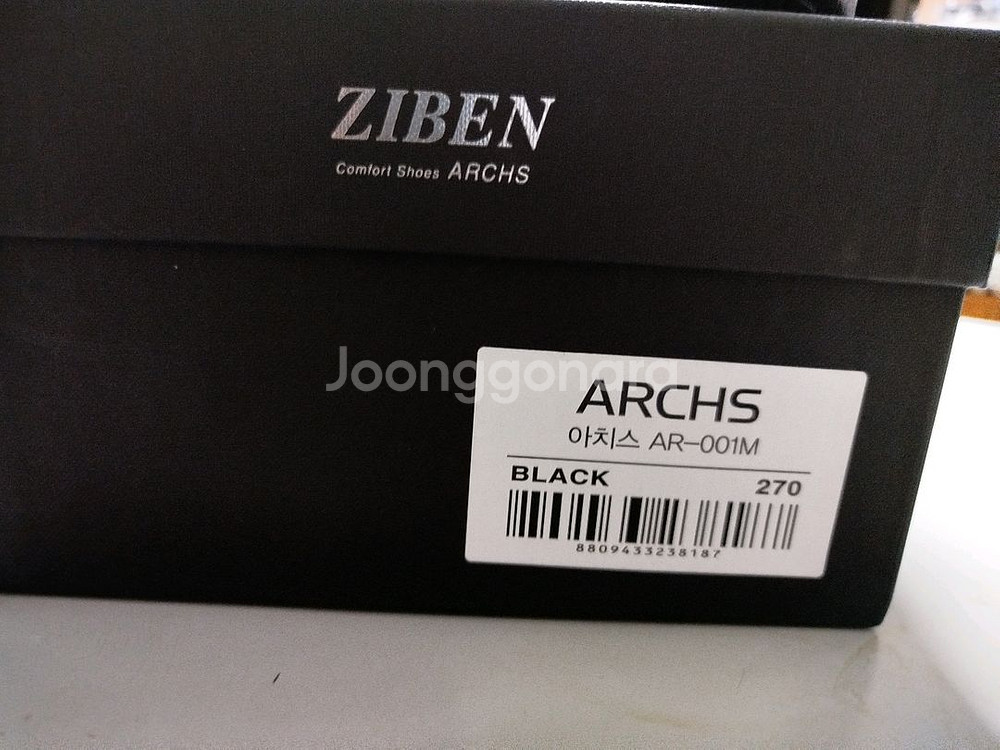 ZIBEN
Comfort Shoes ARCHS
Joonggonara
ARCHS
아치스 AR-001M
BLACK 270
8809433238187